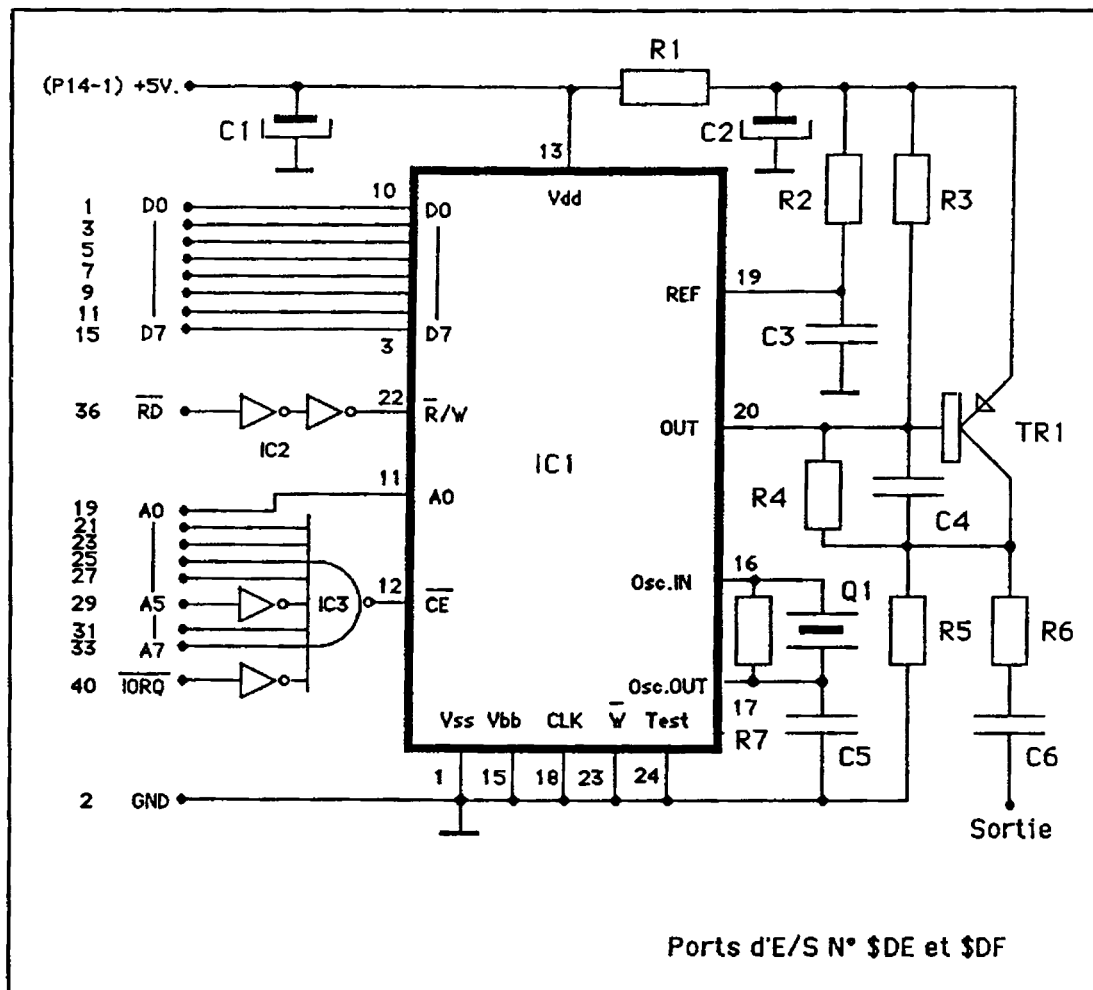 R1
(P14-1) +5V.
C1
C2
13
Vdd
R2
R3
1 D0
10
D0
3
5
7
9
11
15 D7
3
D7
19
REF
C3
36 RD
IC2
22
R/W
20
OUT
TR1
IC1
R4
C4
19 A0
11
A0
21
23
25
27
29 A5
31
33 A7
IC3
12
CE
16
Osc.IN
Q1
R5
R6
40 IORQ
Osc.OUT
17
R7
C5
C6
Vss Vbb CLK W Test
1 15 18 23 24
2 GND
Sortie
Ports d'E/S N° $DE et $DF